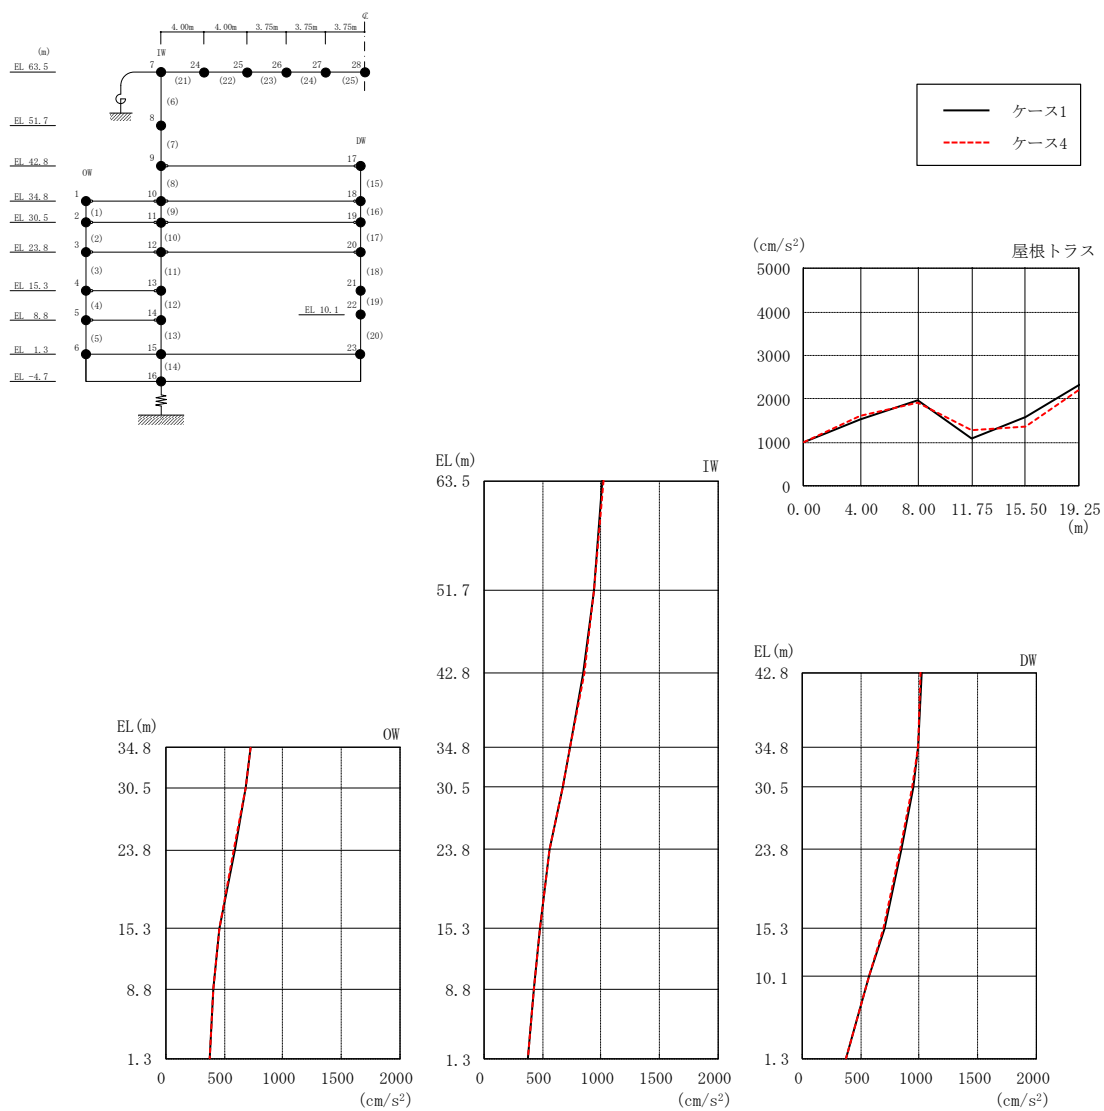 ℄
4.00m 4.00m 3.75m 3.75m 3.75m
(m)
IW
EL 63.5 7 24 25 26 27 28
(21) (22) (23) (24) (25)
(6)
EL 51.7 8
(7)
DW
EL 42.8 9 17
OW
(8) (15)
EL 34.8 1 10 18
(1) (9) (16)
EL 30.5 2 11 19
(2) (10) (17)
EL 23.8 3 12 20
(3) (11) (18)
EL 15.3 4 13 21
(4) (12) (19)
EL 10.1 22
EL 8.8 5 14
(5) (13) (20)
EL 1.3 6 15 23
(14)
EL -4.7 16
ケース1
ケース4
(cm/s²)
屋根トラス
5000
4000
3000
2000
1000
0
0.00 4.00 8.00 11.75 15.50 19.25
(m)
EL(m) IW
63.5
51.7
42.8
34.8
30.5
23.8
15.3
8.8
1.3
0 500 1000 1500 2000
(cm/s²)
EL(m) DW
42.8
34.8
30.5
23.8
15.3
10.1
1.3
0 500 1000 1500 2000
(cm/s²)
EL(m) OW
34.8
30.5
23.8
15.3
8.8
1.3
0 500 1000 1500 2000
(cm/s²)